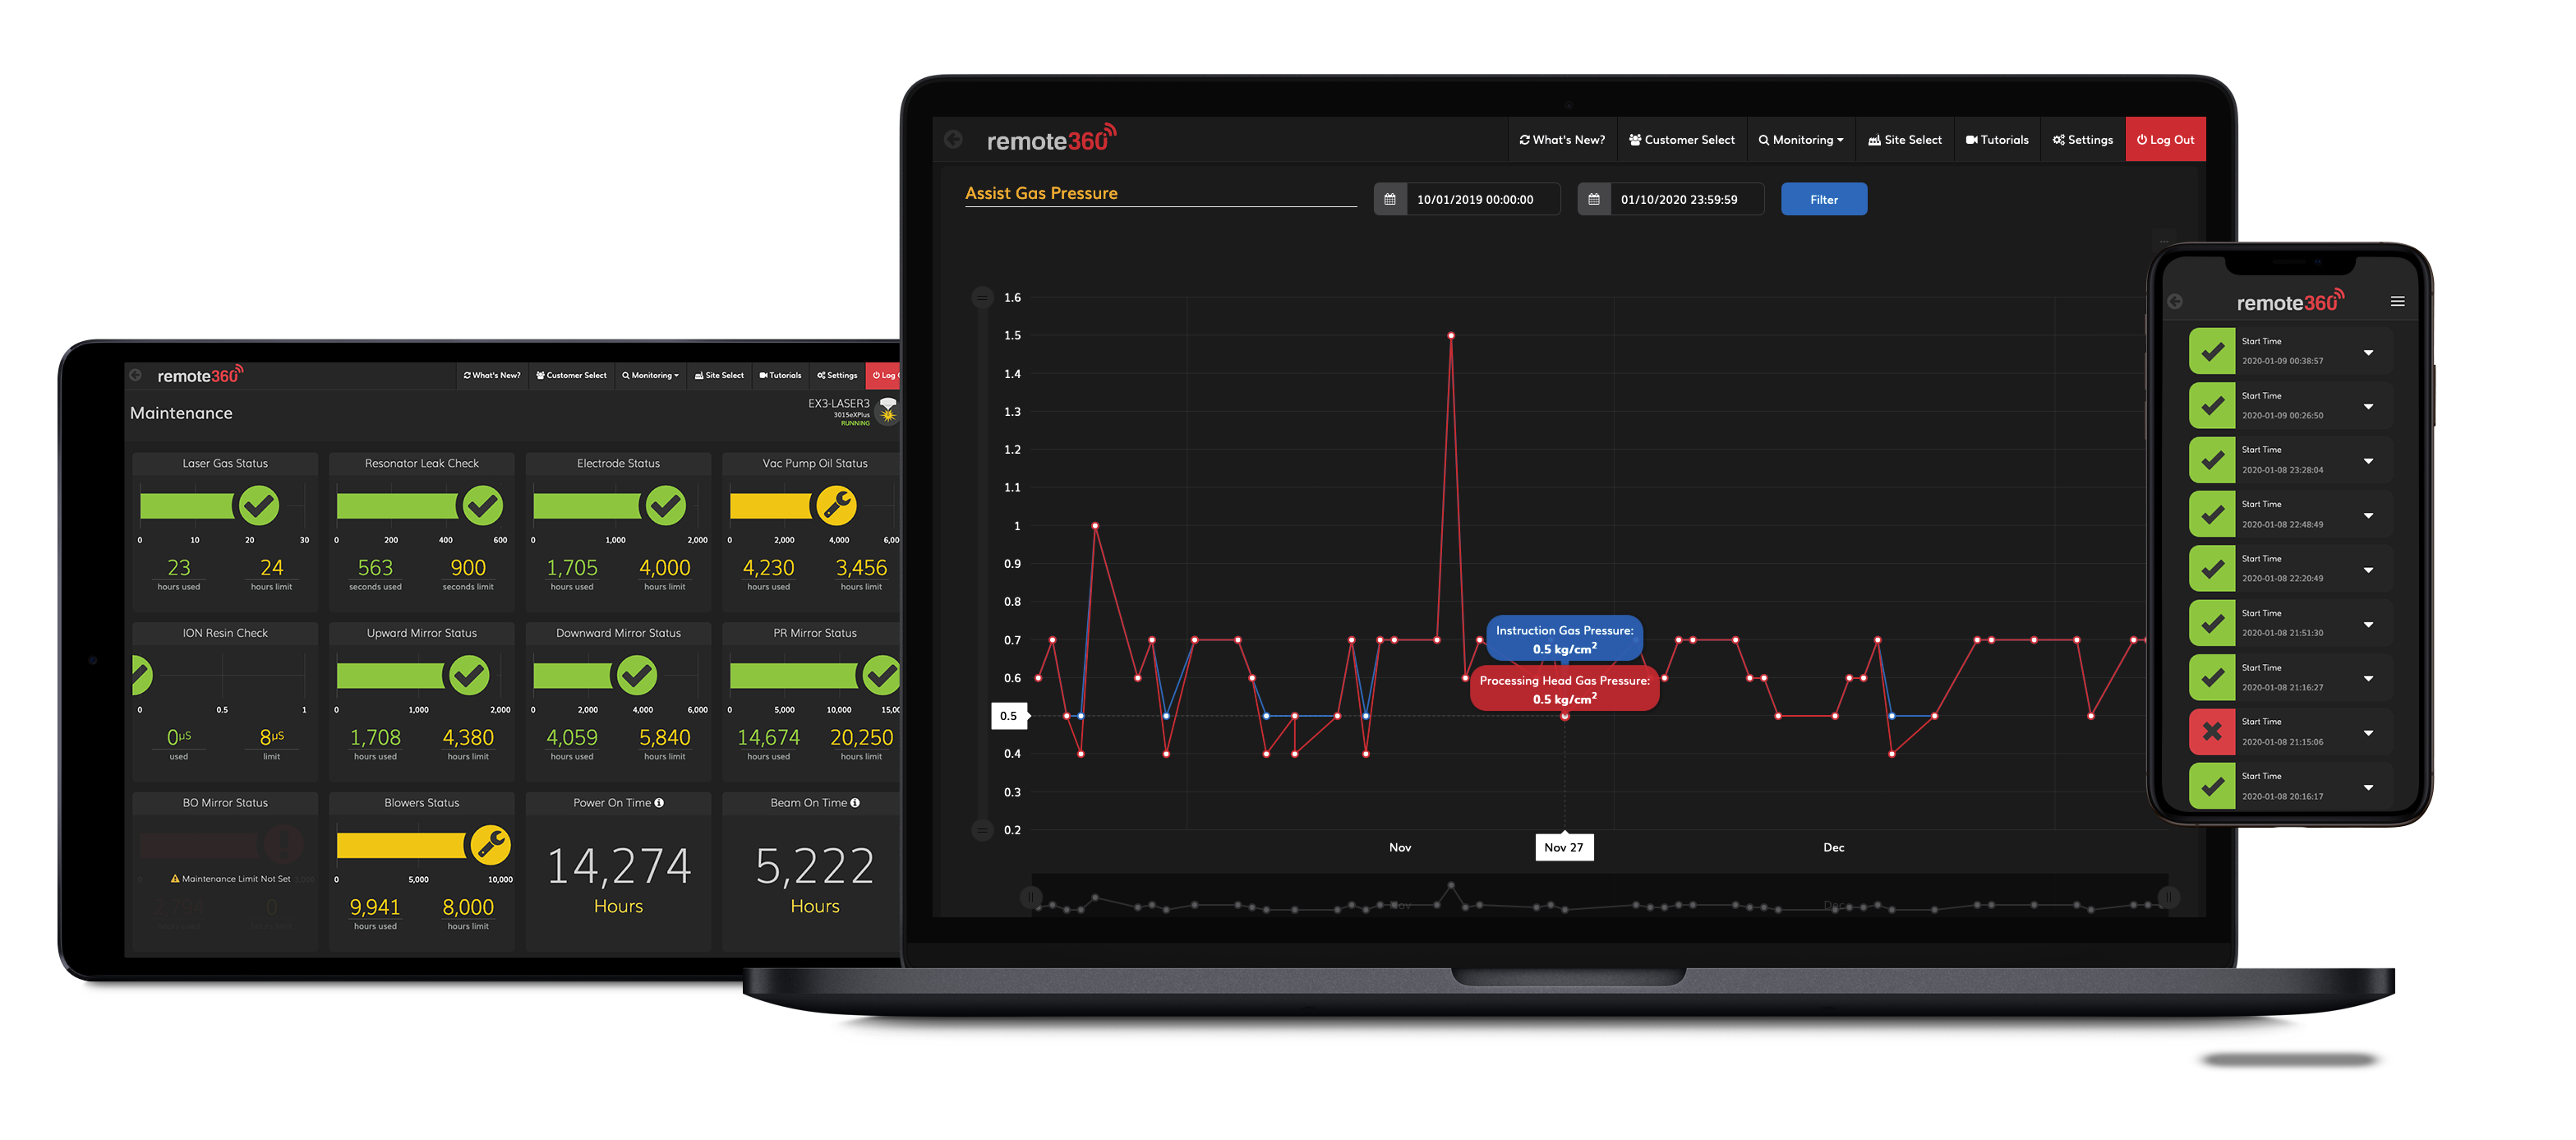 remote360
What's New?
Customer Select
Monitoring
Site Select
Tutorials
Settings
Log
Maintenance
EX3-LASER3
3015eXPlus
RUNNING
Laser Gas Status
0 10 20 30
23 24
hours used hours limit
Resonator Leak Check
0 200 400 600
563 900
seconds used seconds limit
Electrode Status
0 1,000 2,000
1,705 4,000
hours used hours limit
Vac Pump Oil Status
0 2,000 4,000
4,230 3,456
hours used hours limit
ION Resin Check
0 0.5 1
0µS 8µS
used limit
Upward Mirror Status
0 1,000 2,000
1,708 4,380
hours used hours limit
Downward Mirror Status
0 2,000 4,000 6,000
4,059 5,840
hours used hours limit
PR Mirror Status
0 5,000 10,000
14,674 20,250
hours used hours limit
BO Mirror Status
Maintenance Limit Not Set
Blowers Status
0 5,000 10,000
9,941 8,000
hours used hours limit
Power On Time
14,274
Hours
Beam On Time
5,222
Hours
remote360
What's New?
Customer Select
Monitoring
Site Select
Tutorials
Settings
Log Out
Assist Gas Pressure
10/01/2019 00:00:00
01/10/2020 23:59:59
Filter
1.6
1.5
1.4
1.3
1.2
1.1
1
0.9
0.8
0.7
0.6
0.5
0.4
0.3
0.2
Instruction Gas Pressure:
0.5 kg/cm²
Processing Head Gas Pressure:
0.5 kg/cm²
Nov
Nov 27
Dec
Nov
Dec
remote360
Start Time
2020-01-09 00:38:57
Start Time
2020-01-09 00:26:50
Start Time
2020-01-08 23:28:04
Start Time
2020-01-08 22:48:49
Start Time
2020-01-08 22:20:49
Start Time
2020-01-08 21:51:30
Start Time
2020-01-08 21:16:27
Start Time
2020-01-08 21:15:06
Start Time
2020-01-08 20:16:17